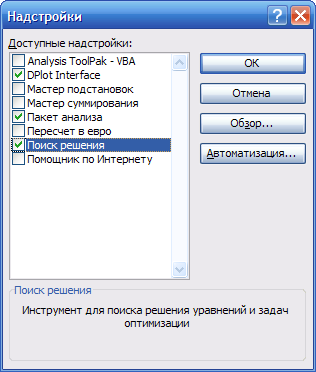 Надстройки
Доступные надстройки:
Analysis ToolPak - VBA
DPlot Interface
Мастер подстановок
Мастер суммирования
Пакет анализа
Пересчет в евро
Поиск решения
Помощник по Интернету
ОК
Отмена
Обзор...
Автоматизация...
Поиск решения
Инструмент для поиска решения уравнений и задач
оптимизации